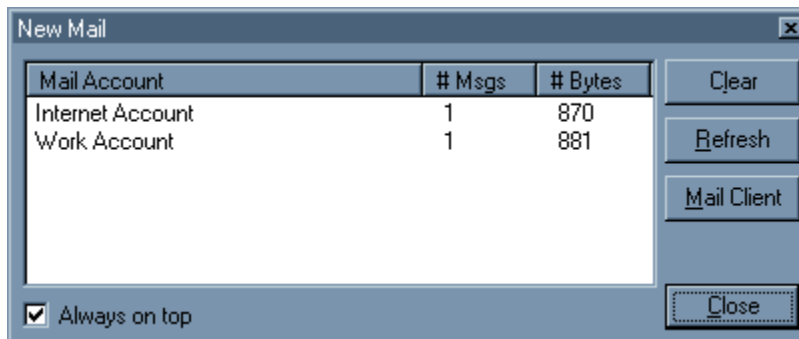 New Mail
Mail Account # Msgs # Bytes
Internet Account 1 870
Work Account 1 881
Clear
Refresh
Mail Client
Always on top
Close